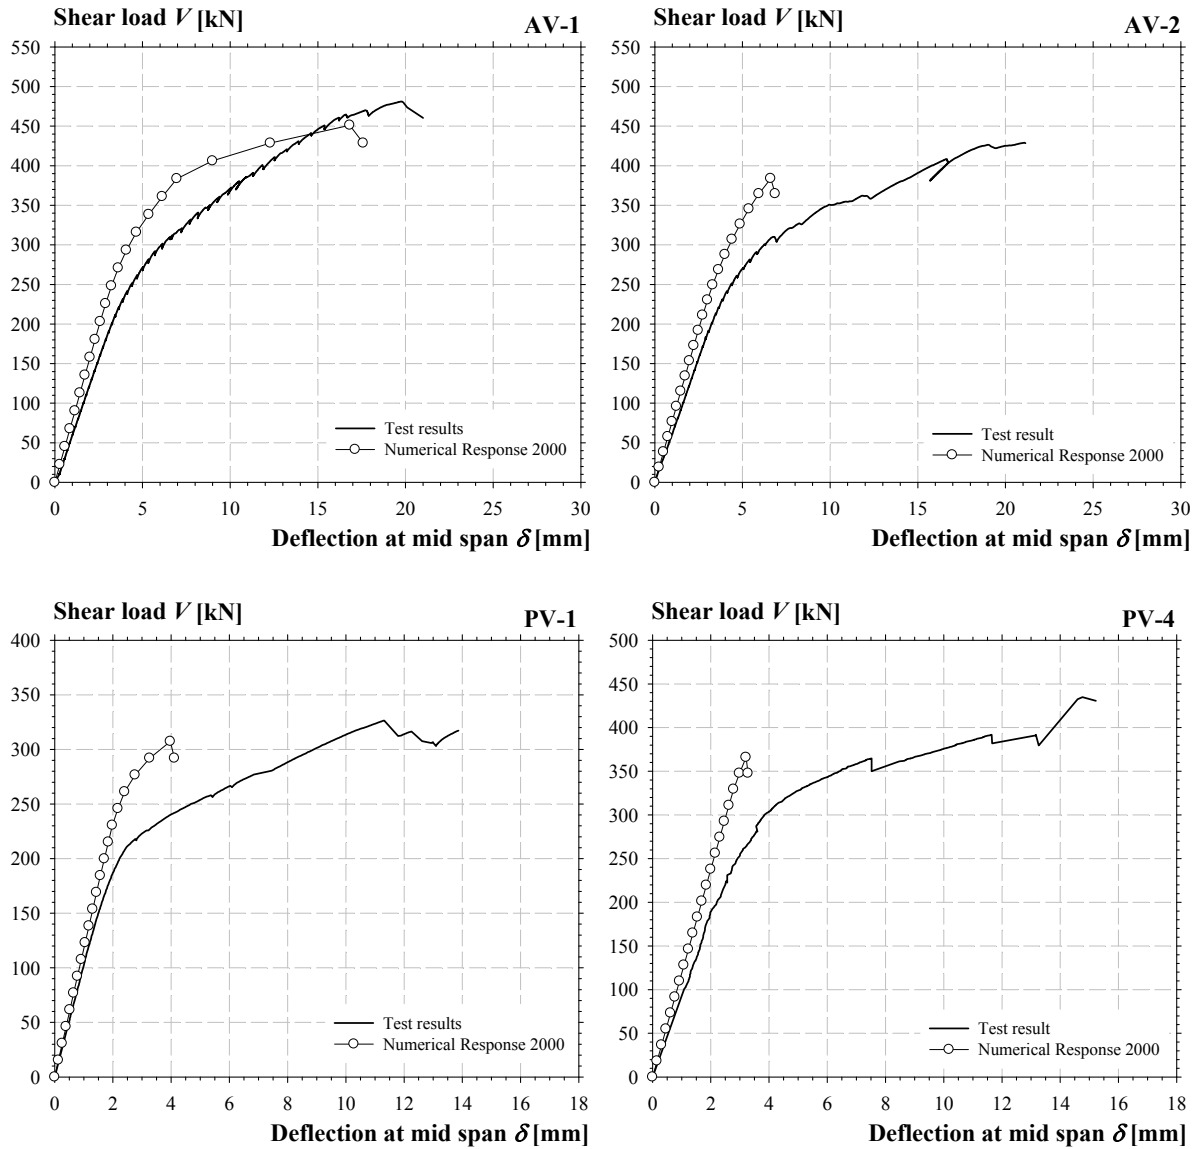 Shear load V [kN] AV-1
550
500
450
400
350
300
250
200
150
100
50
0
Test results
Numerical Response 2000
0 5 10 15 20 25 30
Deflection at mid span δ [mm]
Shear load V [kN] AV-2
550
500
450
400
350
300
250
200
150
100
50
0
Test result
Numerical Response 2000
0 5 10 15 20 25 30
Deflection at mid span δ [mm]
Shear load V [kN] PV-1
400
350
300
250
200
150
100
50
0
Test results
Numerical Response 2000
0 2 4 6 8 10 12 14 16 18
Deflection at mid span δ [mm]
Shear load V [kN] PV-4
500
450
400
350
300
250
200
150
100
50
0
Test result
Numerical Response 2000
0 2 4 6 8 10 12 14 16 18
Deflection at mid span δ [mm]